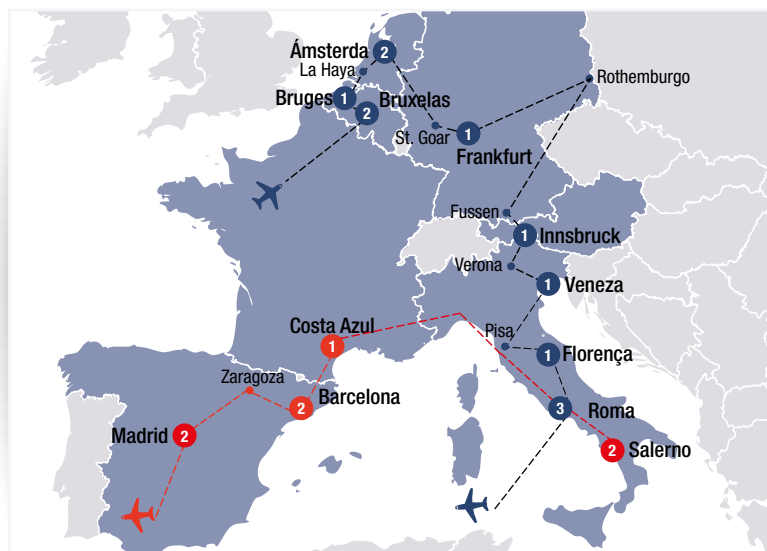 Ámsterda
2
La Haya
Rothemburgo
Bruges
1
Bruxelas
2
St. Goar
1
Frankfurt
Fussen
1
Innsbruck
Verona
1
Veneza
Costa Azul
1
Pisa
1
Florença
Zaragoza
2
Barcelona
3
Roma
Madrid
2
2
Salerno